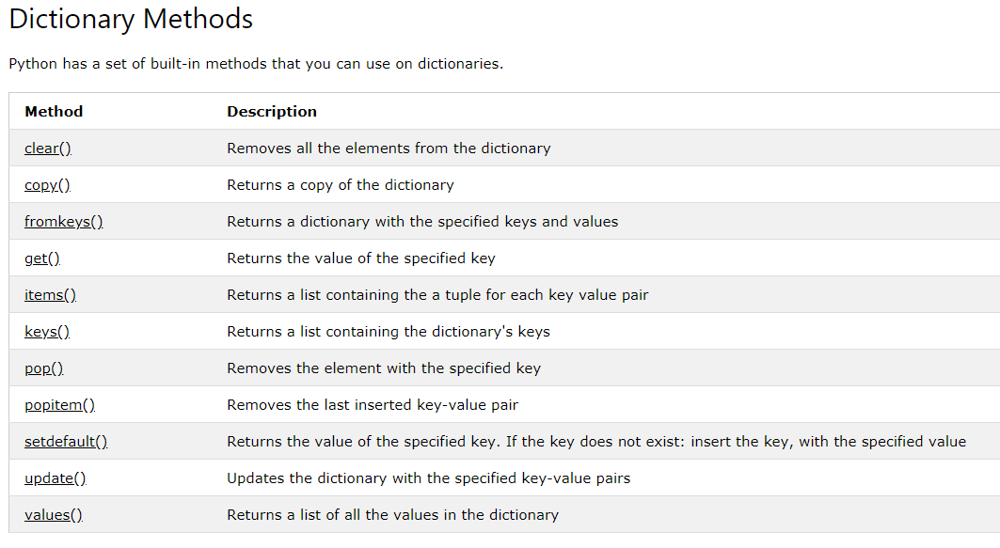 Dictionary Methods
Python has a set of built-in methods that you can use on dictionaries.
Method Description
clear() Removes all the elements from the dictionary
copy() Returns a copy of the dictionary
fromkeys() Returns a dictionary with the specified keys and values
get() Returns the value of the specified key
items() Returns a list containing the a tuple for each key value pair
keys() Returns a list containing the dictionary's keys
pop() Removes the element with the specified key
popitem() Removes the last inserted key-value pair
setdefault() Returns the value of the specified key. If the key does not exist: insert the key, with the specified value
update() Updates the dictionary with the specified key-value pairs
values() Returns a list of all the values in the dictionary